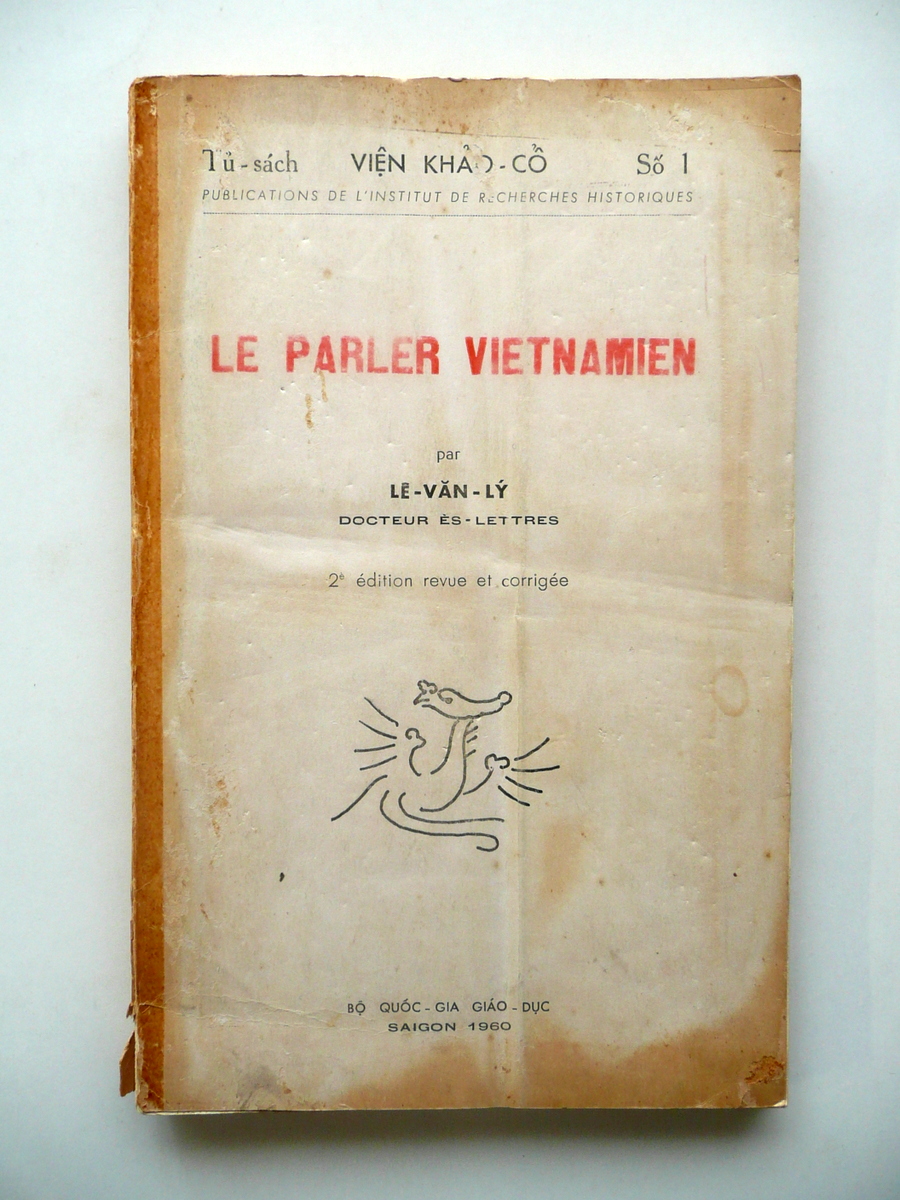 Tủ-sách VIỆN KHẢO-CỔ Số 1
PUBLICATIONS DE L'INSTITUT DE RECHERCHES HISTORIQUES
LE PARLER VIETNAMIEN
par
LÊ-VĂN-LÝ
DOCTEUR ÈS-LETTRES
2è édition revue et corrigée
BỘ QUỐC-GIA GIÁO-DỤC
SAIGON 1960